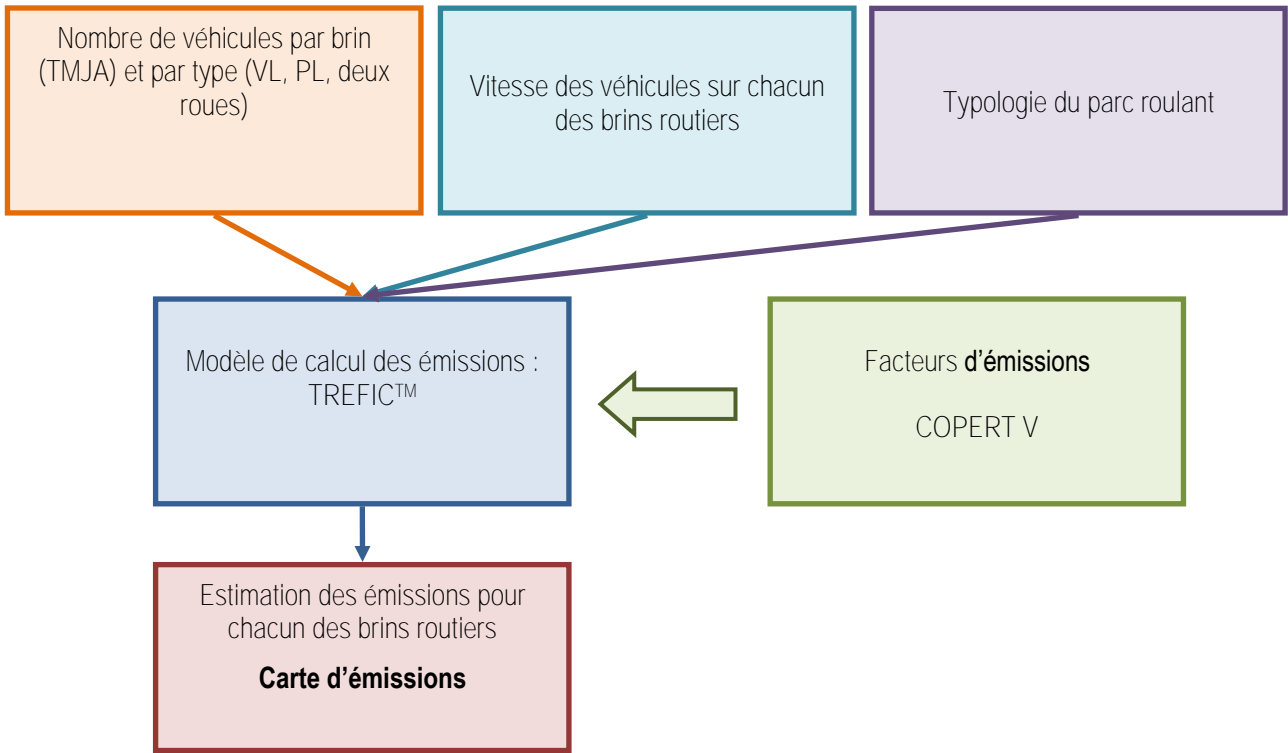 Nombre de véhicules par brin
(TMJA) et par type (VL, PL, deux
roues)
Vitesse des véhicules sur chacun
des brins routiers
Typologie du parc roulant
Modèle de calcul des émissions :
TREFIC™
Facteurs d’émissions
COPERT V
Estimation des émissions pour
chacun des brins routiers
Carte d’émissions